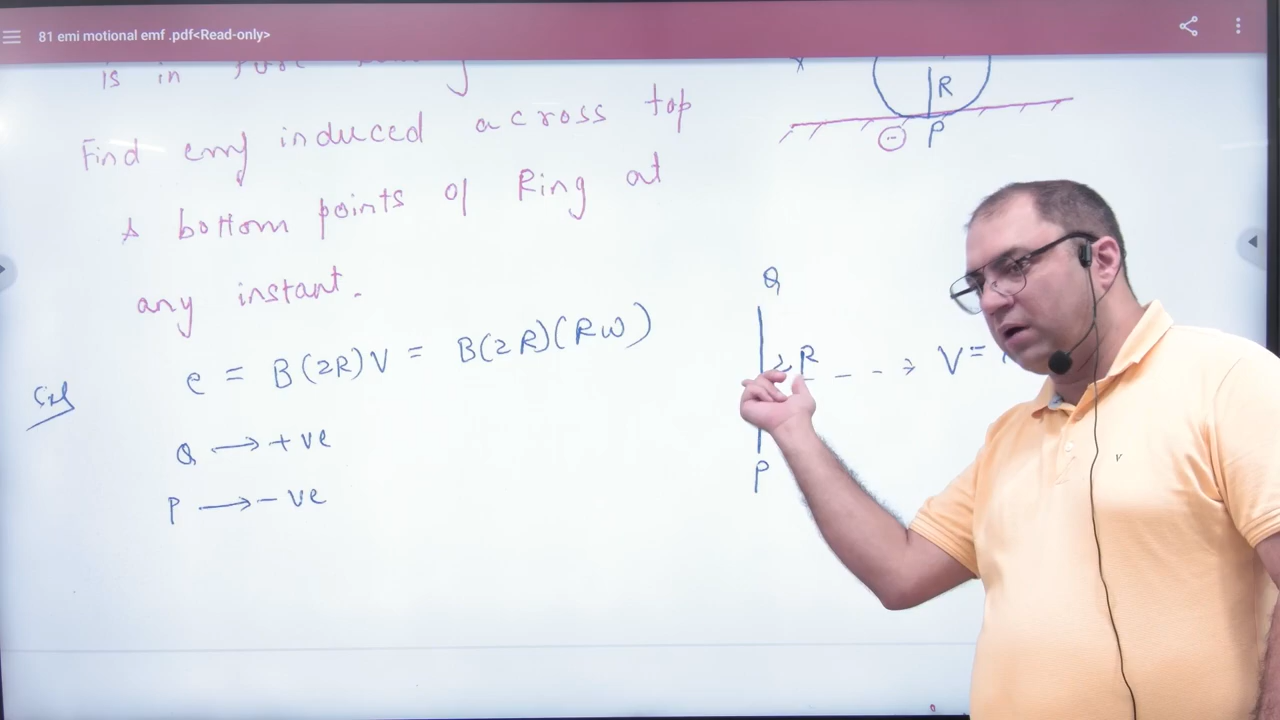 81 emi motional emf .pdf<Read-only>
is in
Find emf induced across top
& bottom points of Ring at
any instant.
Sol
e = B(2R)V = B(2R)(Rω)
Q → +ve
P → -ve
x
R
-
P
Q
2R
V=
P